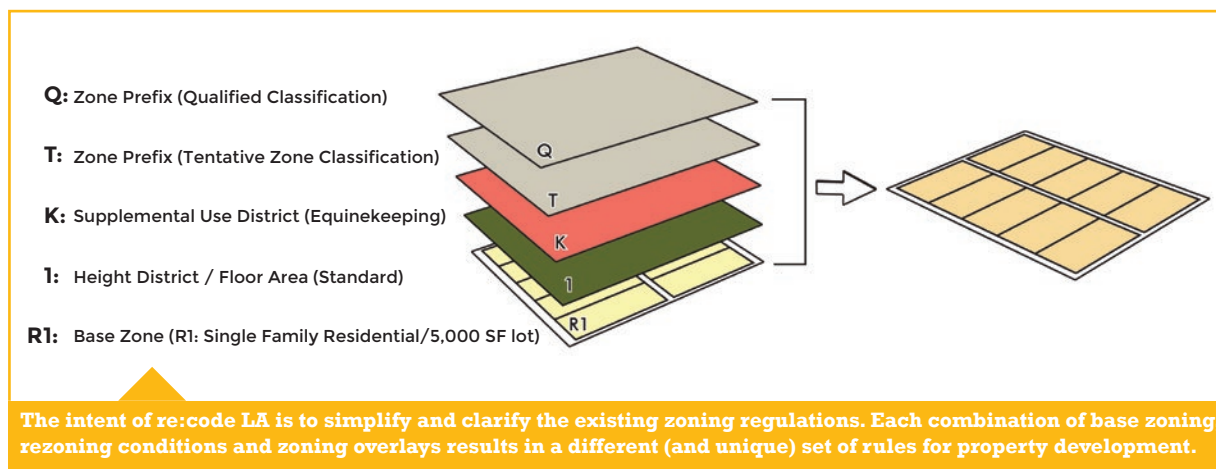 Q: Zone Prefix (Qualified Classification)
T: Zone Prefix (Tentative Zone Classification)
K: Supplemental Use District (Equinekeeping)
1: Height District / Floor Area (Standard)
R1: Base Zone (R1: Single Family Residential/5,000 SF lot)
Q
T
K
1
R1
The intent of re:code LA is to simplify and clarify the existing zoning regulations. Each combination of base zoning
rezoning conditions and zoning overlays results in a different (and unique) set of rules for property development.